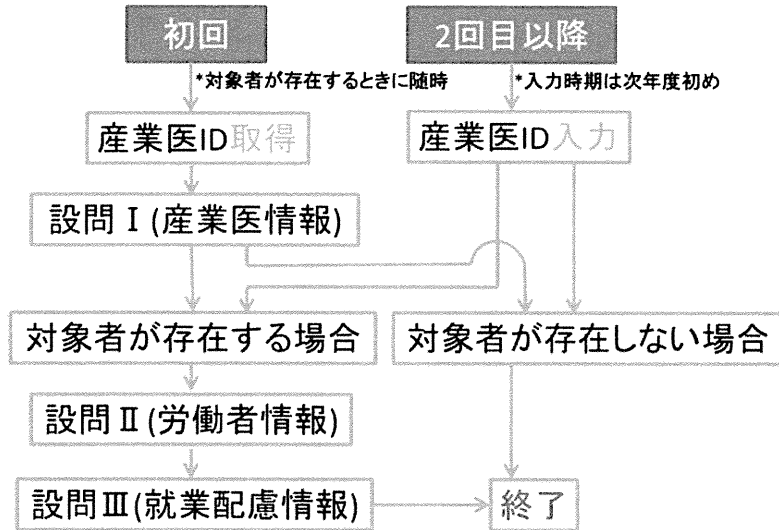 初回
2回目以降
*対象者が存在するときに随時
*入力時期は次年度初め
産業医ID取得
産業医ID入力
設問Ⅰ(産業医情報)
対象者が存在する場合
対象者が存在しない場合
設問Ⅱ(労働者情報)
設問Ⅲ(就業配慮情報)
終了